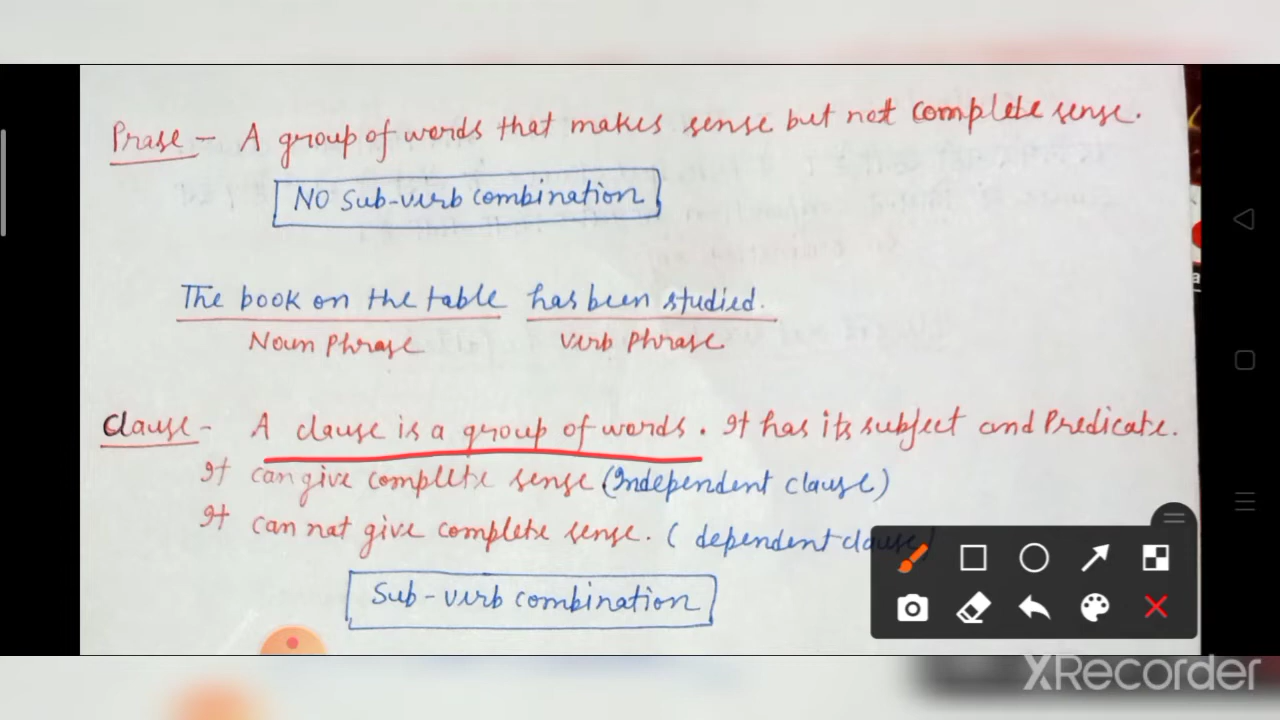 Prase - A group of words that makes sense but not complete sense.
NO Sub-verb combination
The book on the table has been studied.
Noun Phrase Verb Phrase
Clause - A clause is a group of words. It has its subject and Predicate.
It can give complete sense (Independent clause)
It can not give complete sense. (dependent clause)
Sub-verb combination
XRecorder